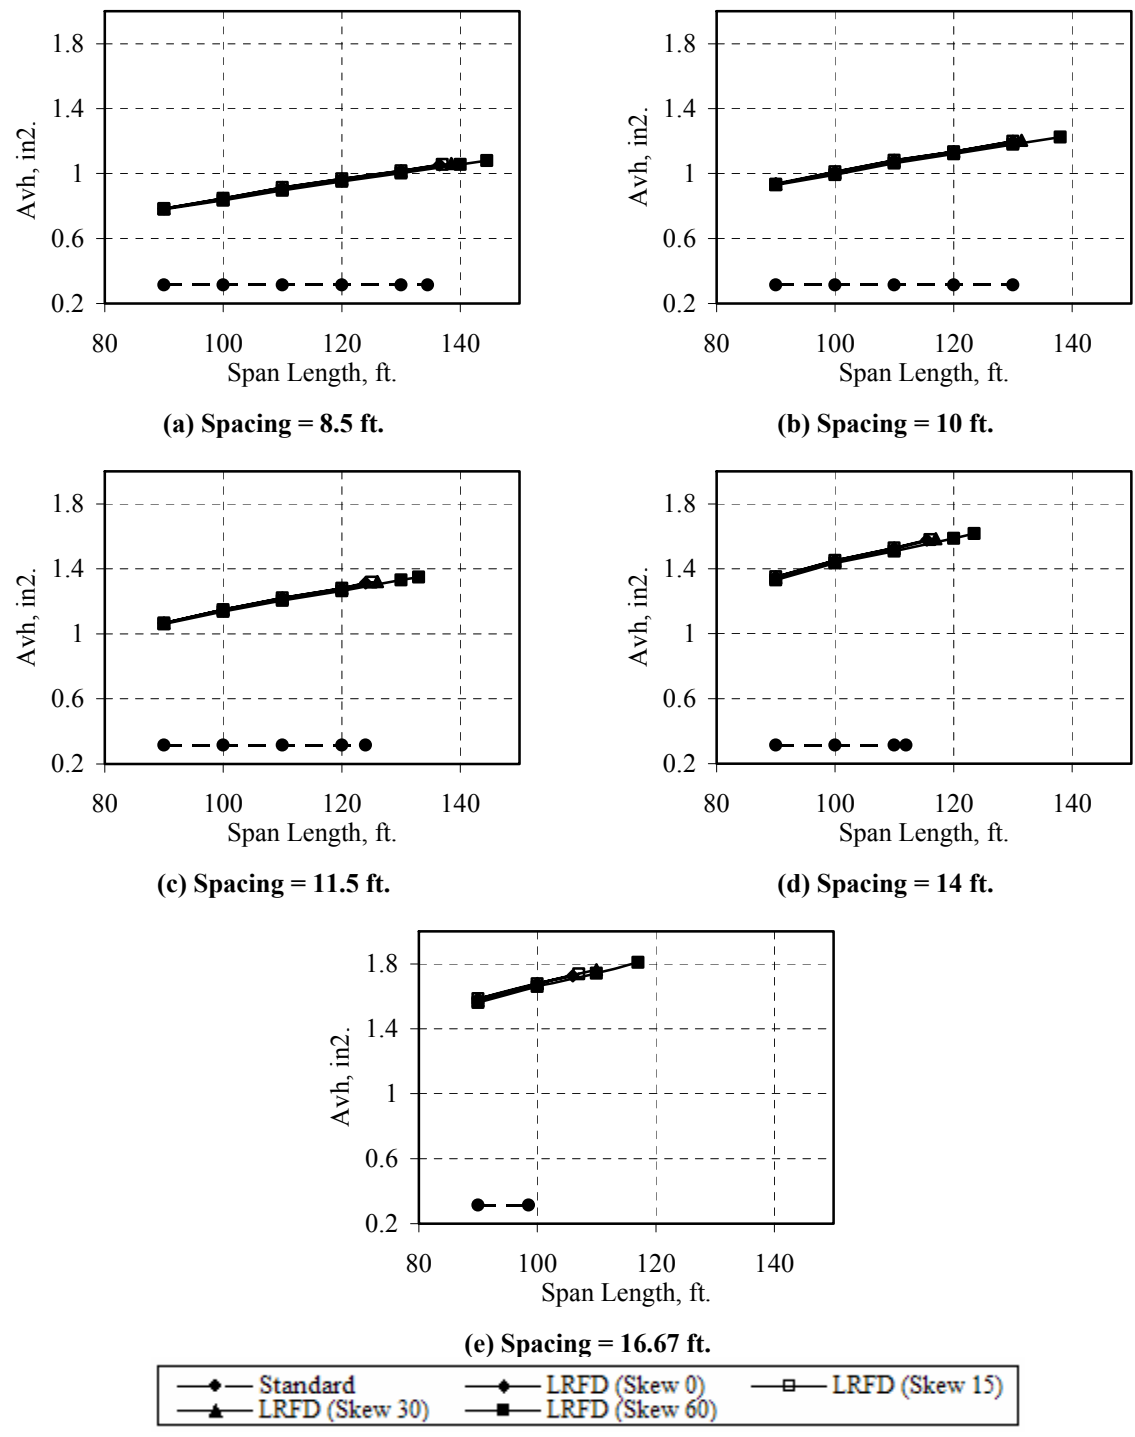 1.8
1.4
1
0.6
0.2
Avh, in2.
80 100 120 140
Span Length, ft.
(a) Spacing = 8.5 ft.
1.8
1.4
1
0.6
0.2
Avh, in2.
80 100 120 140
Span Length, ft.
(b) Spacing = 10 ft.
1.8
1.4
1
0.6
0.2
Avh, in2.
80 100 120 140
Span Length, ft.
(c) Spacing = 11.5 ft.
1.8
1.4
1
0.6
0.2
Avh, in2.
80 100 120 140
Span Length, ft.
(d) Spacing = 14 ft.
1.8
1.4
1
0.6
0.2
Avh, in2.
80 100 120 140
Span Length, ft.
(e) Spacing = 16.67 ft.
Standard LRFD (Skew 0) LRFD (Skew 15)
LRFD (Skew 30) LRFD (Skew 60)